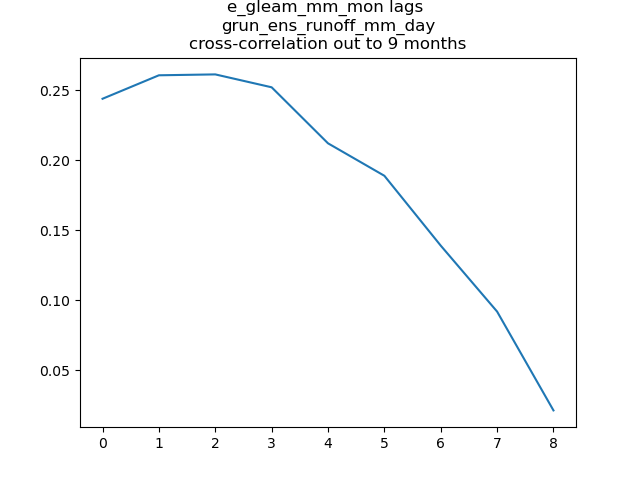 e_gleam_mm_mon lags
grun_ens_runoff_mm_day
cross-correlation out to 9 months
0.25
0.20
0.15
0.10
0.05
0 1 2 3 4 5 6 7 8